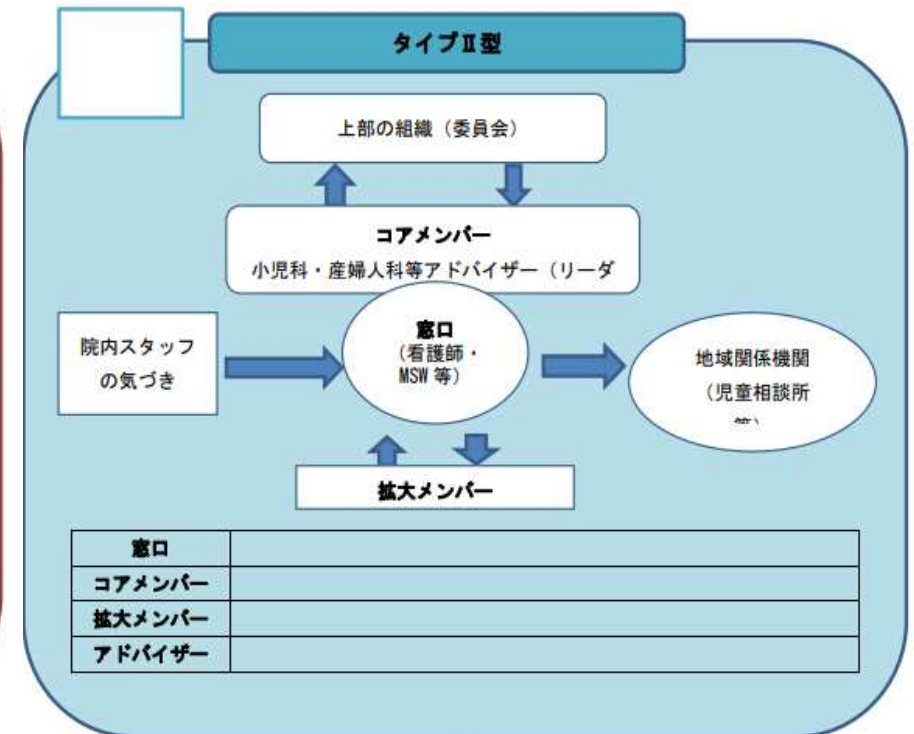 タイプⅡ型
上部の組織（委員会）
コアメンバー
小児科・産婦人科等アドバイザー（リーダ
窓口
（看護師・
MSW 等）
院内スタッフ
の気づき
地域関係機関
（児童相談所
拡大メンバー
窓口
コアメンバー
拡大メンバー
アドバイザー